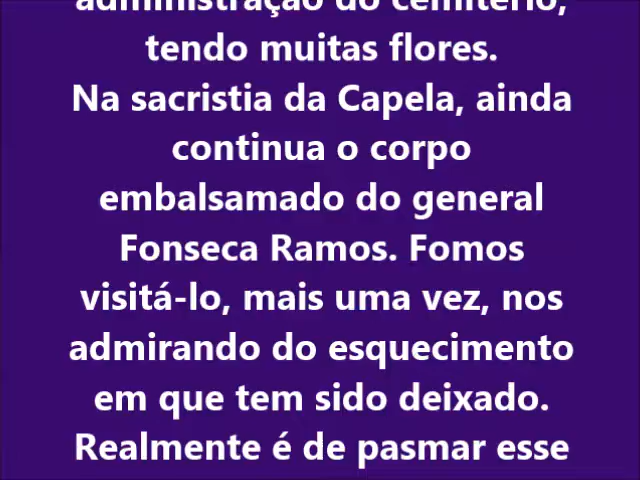 administração do cemitério,
tendo muitas flores.
Na sacristia da Capela, ainda
continua o corpo
embalsamado do general
Fonseca Ramos. Fomos
visitá-lo, mais uma vez, nos
admirando do esquecimento
em que tem sido deixado.
Realmente é de pasmar esse